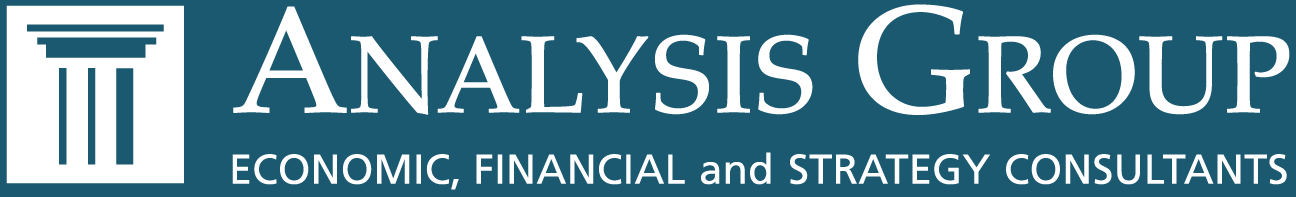 ANALYSIS GROUP
ECONOMIC, FINANCIAL and STRATEGY CONSULTANTS